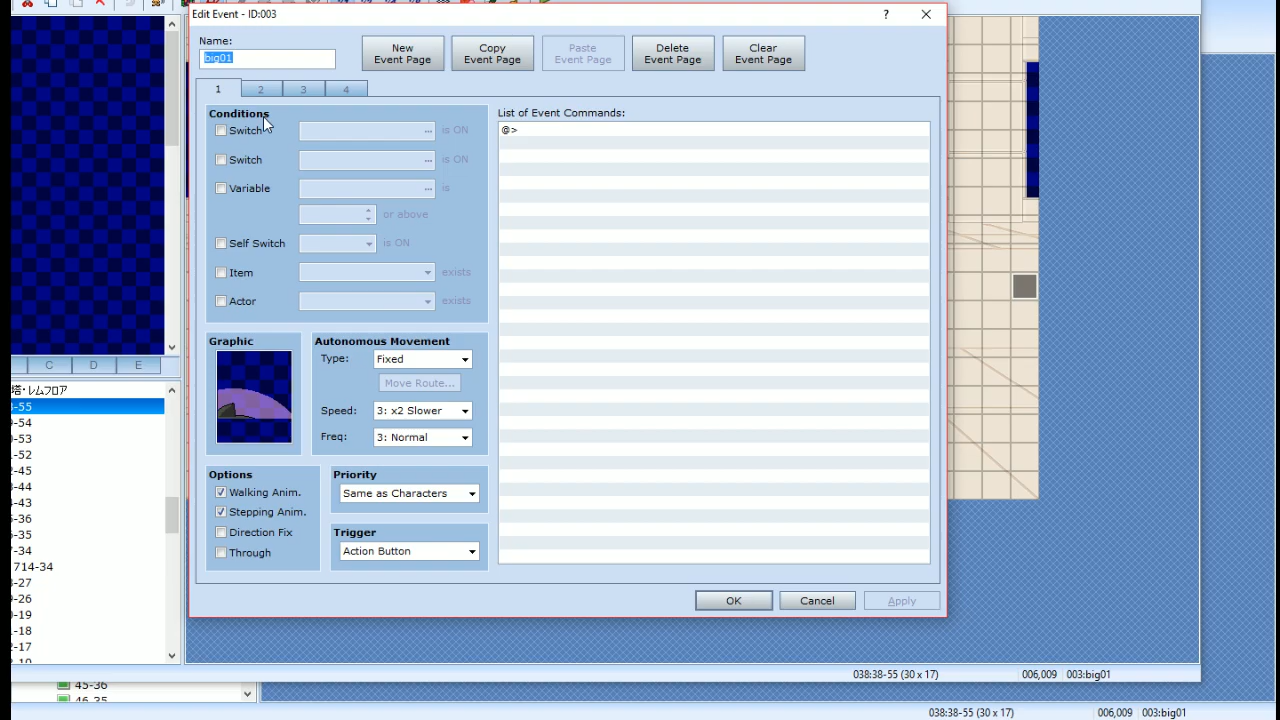 Edit Event - ID:003
?
Name:
big01
New Event Page
Copy Event Page
Paste Event Page
Delete Event Page
Clear Event Page
1 2 3 4
Conditions
Switch ... is ON
Switch ... is ON
Variable ... is
or above
Self Switch is ON
Item exists
Actor exists
Graphic
Autonomous Movement
Type: Fixed
Move Route...
Speed: 3: x2 Slower
Freq: 3: Normal
Options
Walking Anim.
Stepping Anim.
Direction Fix
Through
Priority
Same as Characters
Trigger
Action Button
List of Event Commands:
@>
OK
Cancel
Apply
C D E
塔・レムフロア
-55
-54
-53
-52
-45
-44
-43
-36
-35
-34
714-34
-27
-26
-19
-18
-17
45-36
46-35
038:38-55 (30 x 17)
006,009
003:big01
038:38-55 (30 x 17)
006,009
003:big01